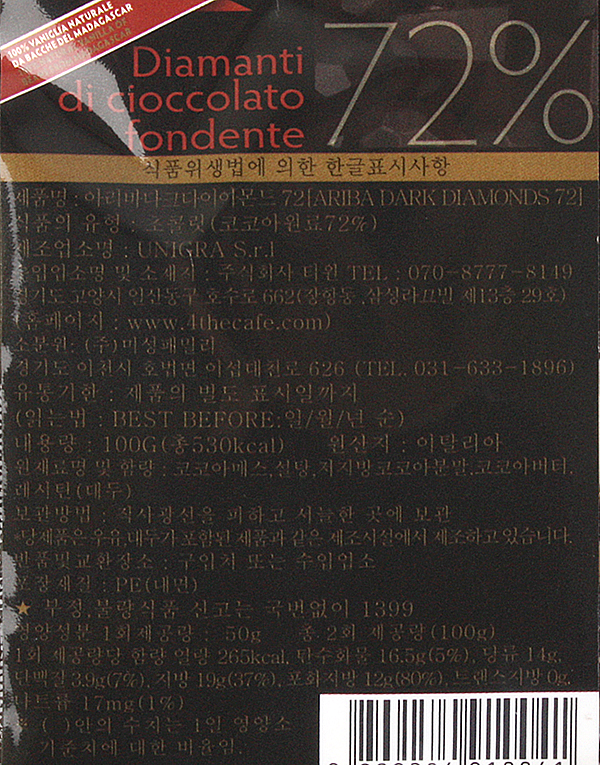 100% VANIGLIA NATURALE
DA BACCHE DEL MADAGASCAR
72%
Diamanti
di cioccolato
fondente
식품위생법에 의한 한글표시사항
제품명 : 아리바다크다이아몬드 72[ARIBA DARK DIAMONDS 72]
식품의 유형 : 초콜릿(코코아원료72%)
제조업소명 : UNIGRA S.r.l
수입업소명 및 소재지 : 주식회사 터원 TEL : 070-8777-8149
경기도 고양시 일산동구 호수로 662(장항동,삼성라끄빌 제13층 29호)
(홈페이지 : www.4thecafe.com)
소분원: (주)미성패밀리
경기도 이천시 호법면 이섭대천로 626 (TEL. 031-633-1896)
유통기한 : 제품의 별도 표시일까지
(읽는법 : BEST BEFORE:일/월/년 순)
내용량 : 100G(총530kcal) 원산지 : 이탈리아
원재료명 및 함량 : 코코아매스,설탕,저지방코코아분말,코코아버터,
레시틴(대두)
보관방법 : 직사광선을 피하고 서늘한 곳에 보관
*당제품은 우유,대두가 포함된 제품과 같은 제조시설에서 제조하고 있습니다.
반품및교환장소 : 구입처 또는 수입업소
포장재질 : PE(내면)
★ 부정,불량식품 신고는 국번없이 1399
영양성분 1회제공량 : 50g 총 2회 제공량(100g)
1회 제공량당 함량 열량 265kcal, 탄수화물 16.5g(5%), 당류 14g,
단백질 3.9g(7%), 지방 19g(37%), 포화지방 12g(80%), 트랜스지방 0g,
나트륨 17mg(1%)
* ( )안의 수치는 1일 영양소
기준치에 대한 비율임.